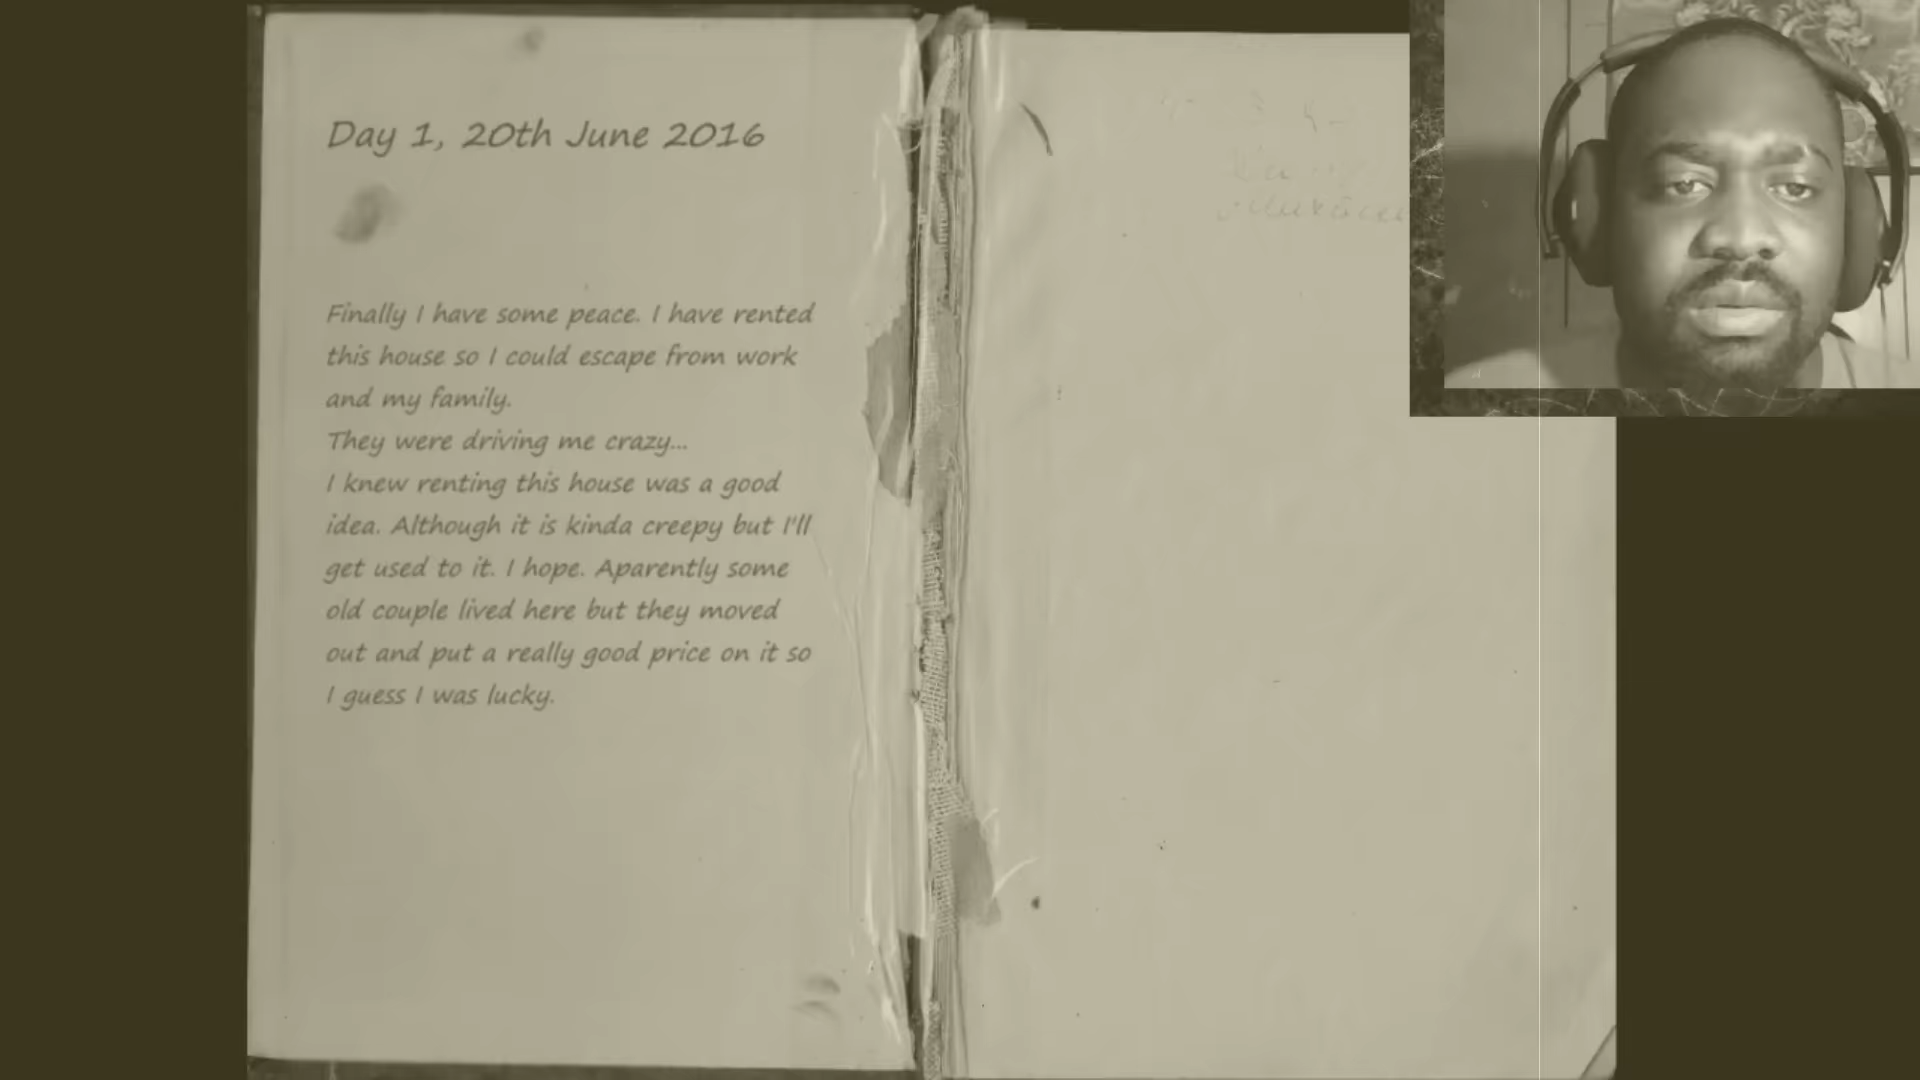 Day 1, 20th June 2016
Finally I have some peace. I have rented
this house so I could escape from work
and my family.
They were driving me crazy...
I knew renting this house was a good
idea. Although it is kinda creepy but I'll
get used to it. I hope. Aparently some
old couple lived here but they moved
out and put a really good price on it so
I guess I was lucky.